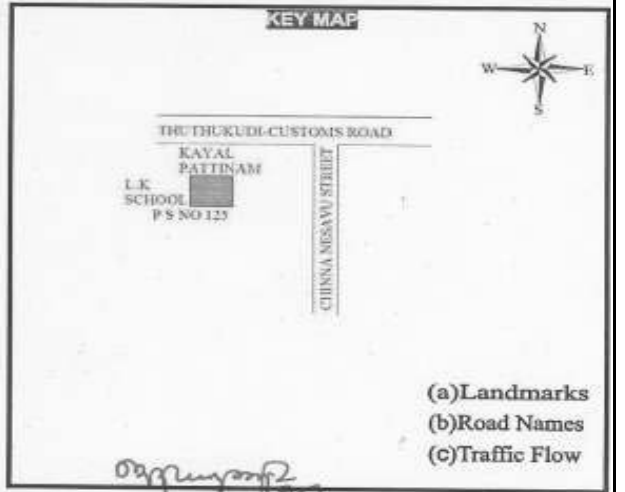 KEY MAP
N
W E
S
THUTHUKUDI-CUSTOMS ROAD
KAYAL
PATTINAM
L.K
SCHOOL
P S NO 125
CHINNA NESAVU STREET
(a)Landmarks
(b)Road Names
(c)Traffic Flow